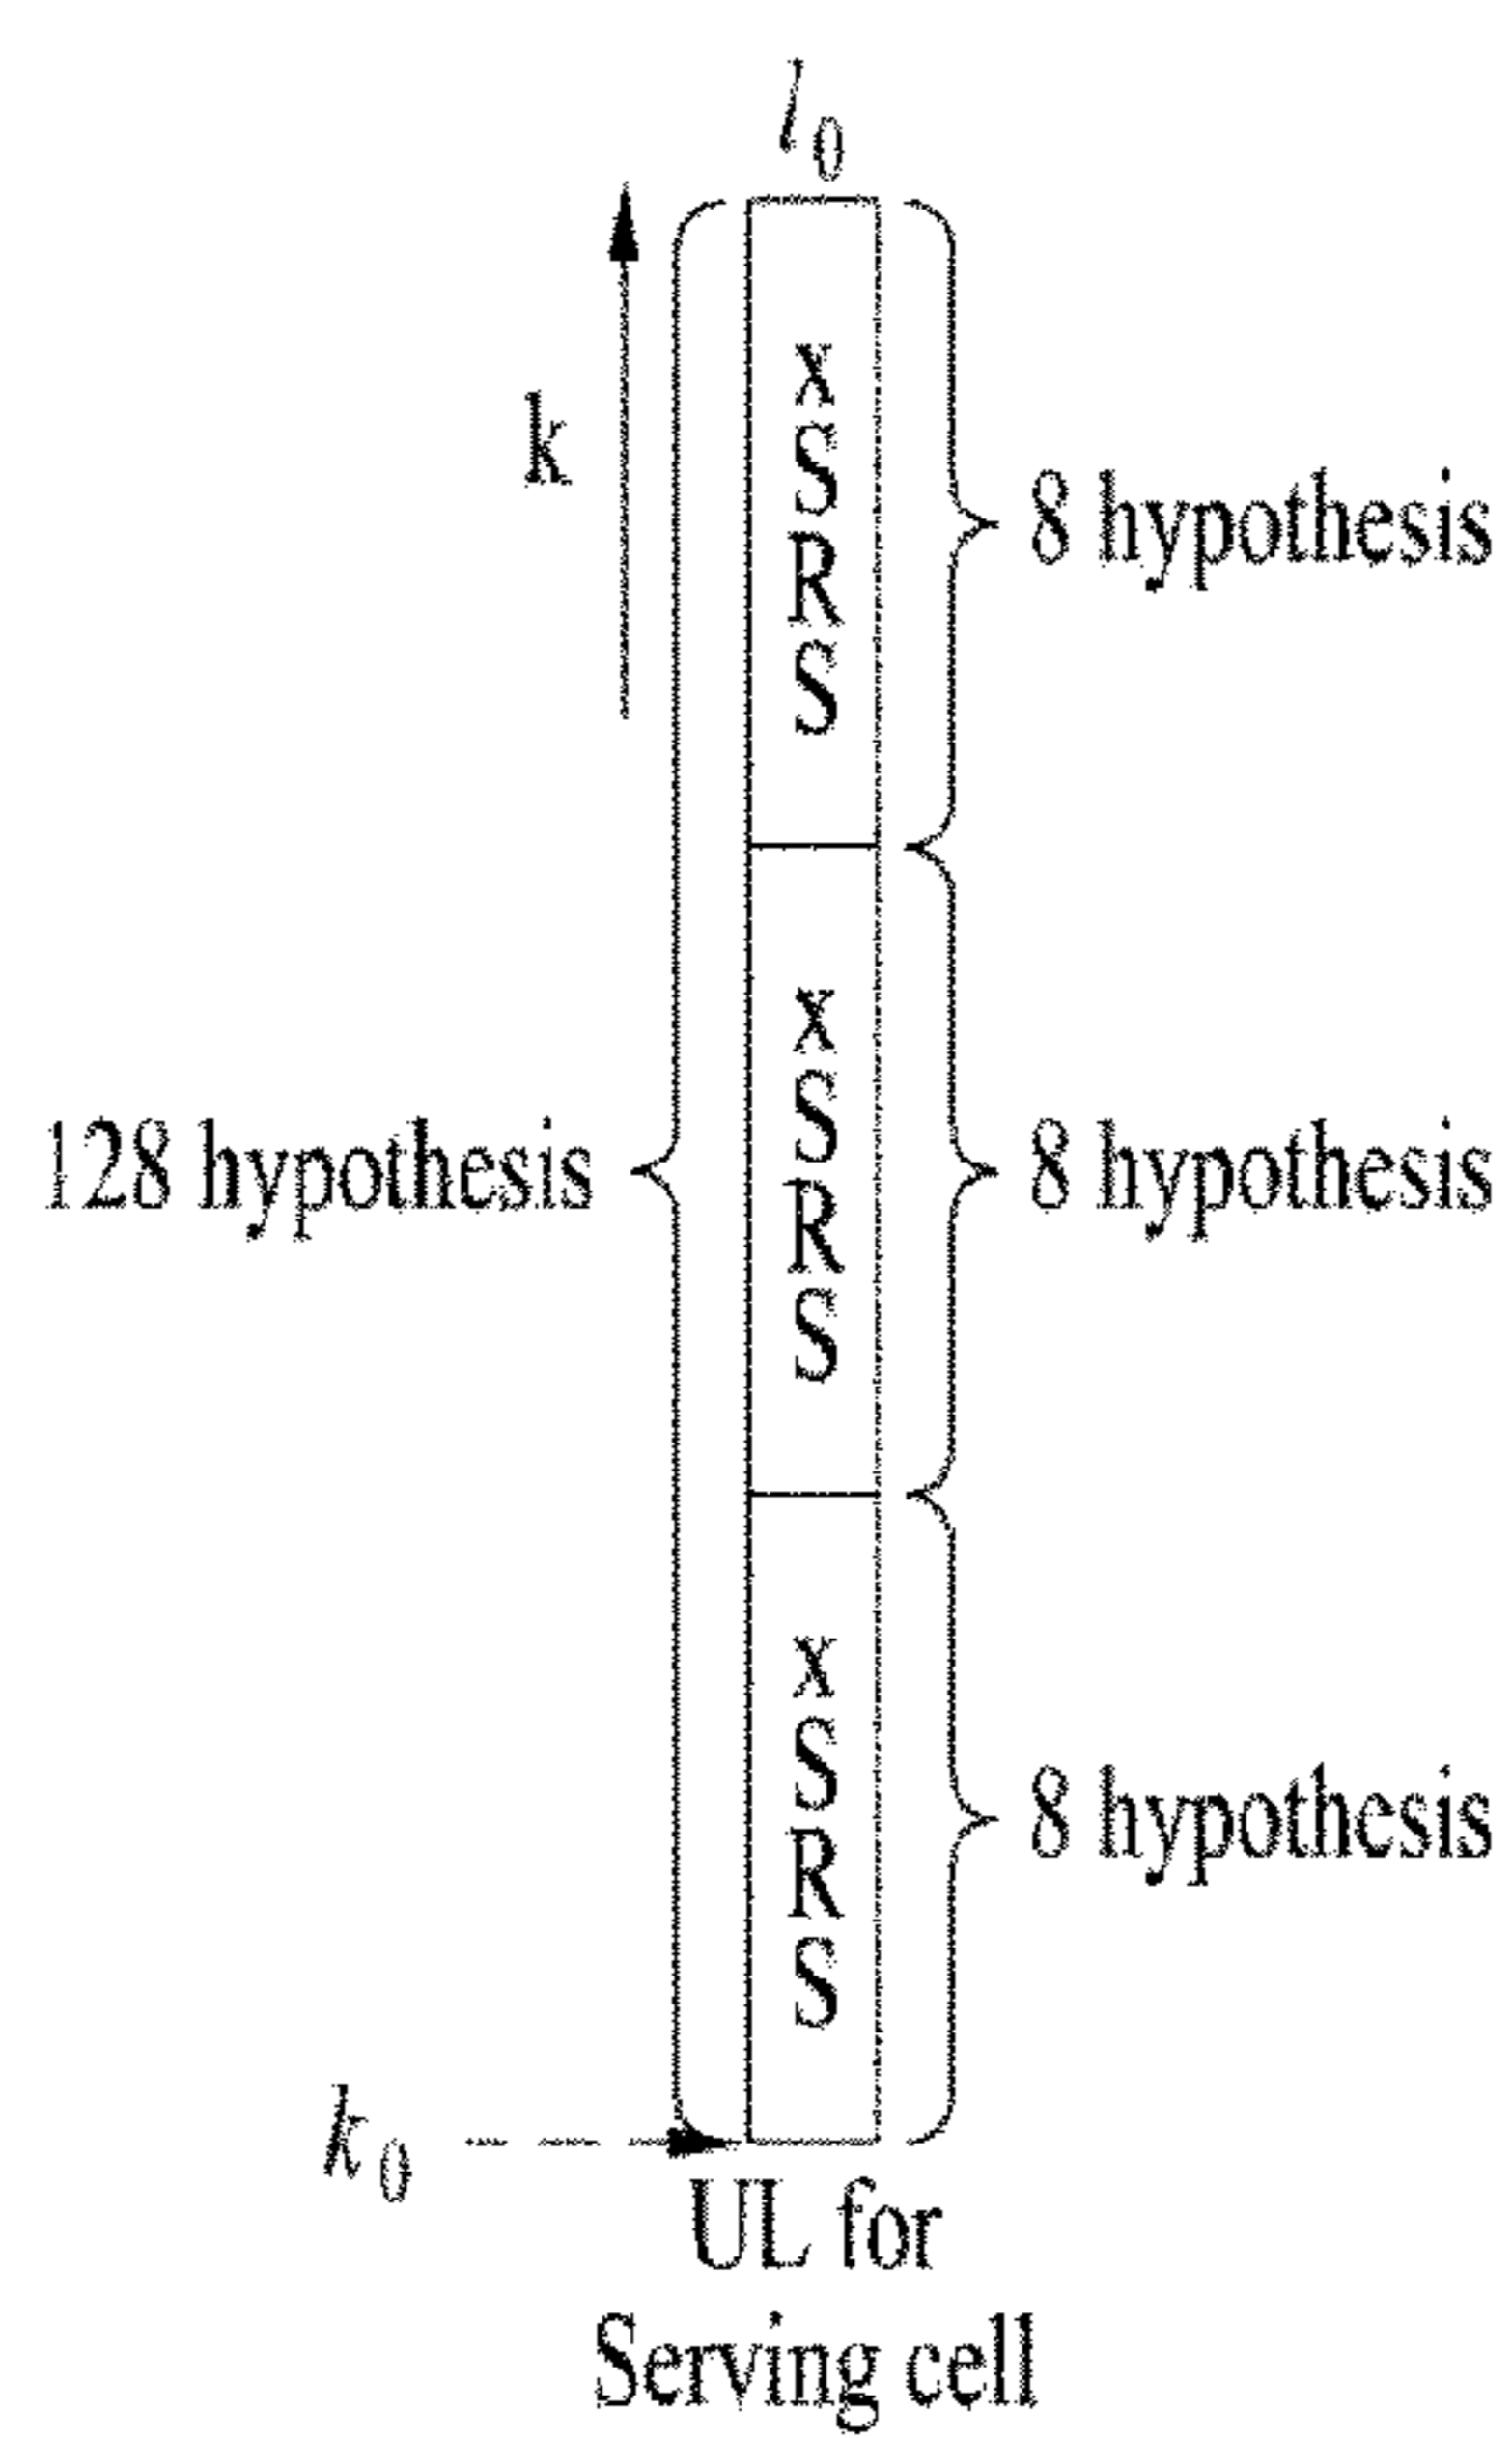 l0
k
x
S
R
S
8 hypothesis
x
S
R
S
128 hypothesis
8 hypothesis
x
S
R
S
8 hypothesis
k0
UL for
Serving cell